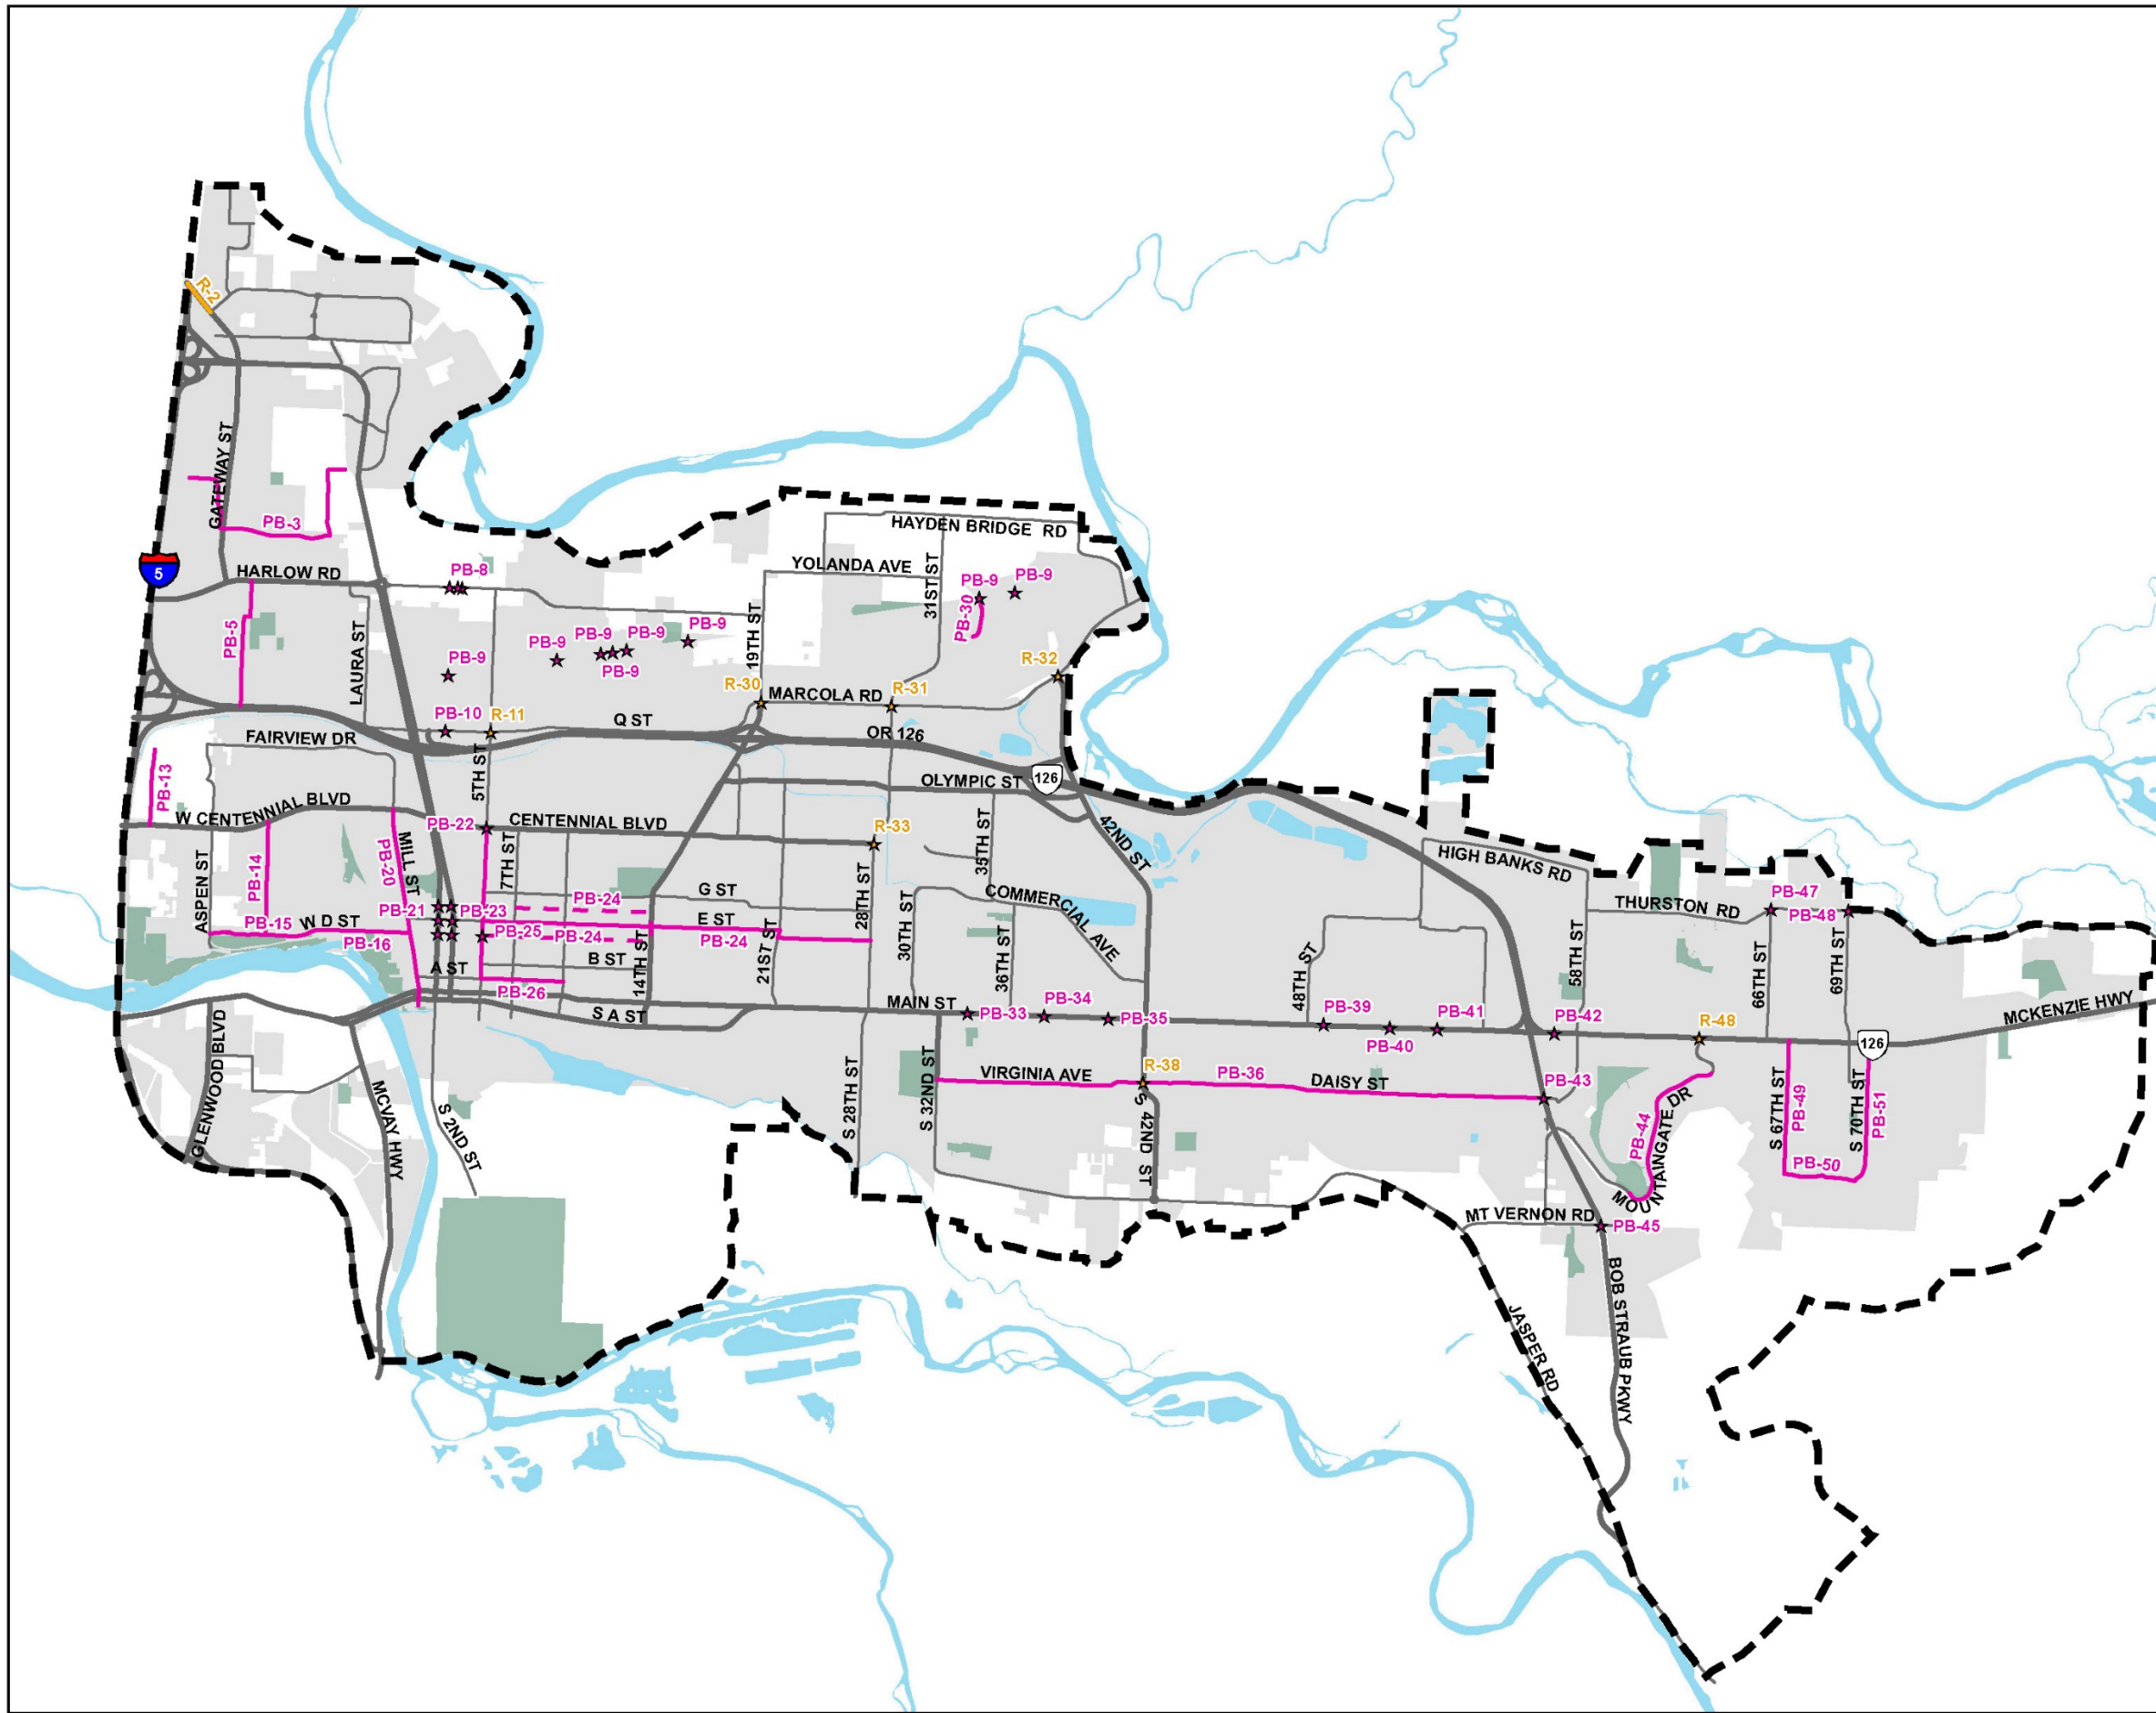 R-2
GATEWAY ST
PB-3
HAYDEN BRIDGE RD
5
HARLOW RD
PB-8
YOLANDA AVE
31ST ST
PB-9
PB-9
PB-30
PB-5
LAURA ST
19TH ST
PB-9
PB-9
PB-9
PB-9
PB-9
PB-9
R-32
R-30
MARCOLA RD
R-31
PB-10
R-11
Q ST
OR 126
FAIRVIEW DR
5TH ST
PB-13
OLYMPIC ST
126
W CENTENNIAL BLVD
PB-22
CENTENNIAL BLVD
R-33
35TH ST
42ND ST
HIGH BANKS RD
ASPEN ST
PB-14
PB-20
MILL ST
7TH ST
G ST
28TH ST
30TH ST
COMMERCIAL AVE
PB-21
PB-23
PB-24
E ST
PB-15
W D ST
PB-16
PB-25
PB-24
PB-24
THURSTON RD
PB-47
PB-48
58TH ST
A ST
B ST
14TH ST
21ST ST
36TH ST
48TH ST
66TH ST
69TH ST
PB-26
S A ST
MAIN ST
PB-33
PB-34
PB-35
PB-39
PB-40
PB-41
PB-42
R-48
126
MCKENZIE HWY
GLENWOOD BLVD
MCVAY HWY
S 2ND ST
S 28TH ST
S 32ND ST
VIRGINIA AVE
R-38
PB-36
DAISY ST
PB-43
S 42ND ST
PB-44
MOUNTAINGATE DR
S 67TH ST
PB-49
S 70TH ST
PB-51
PB-50
MT VERNON RD
PB-45
JASPER RD
BOB STRAUB PKWY